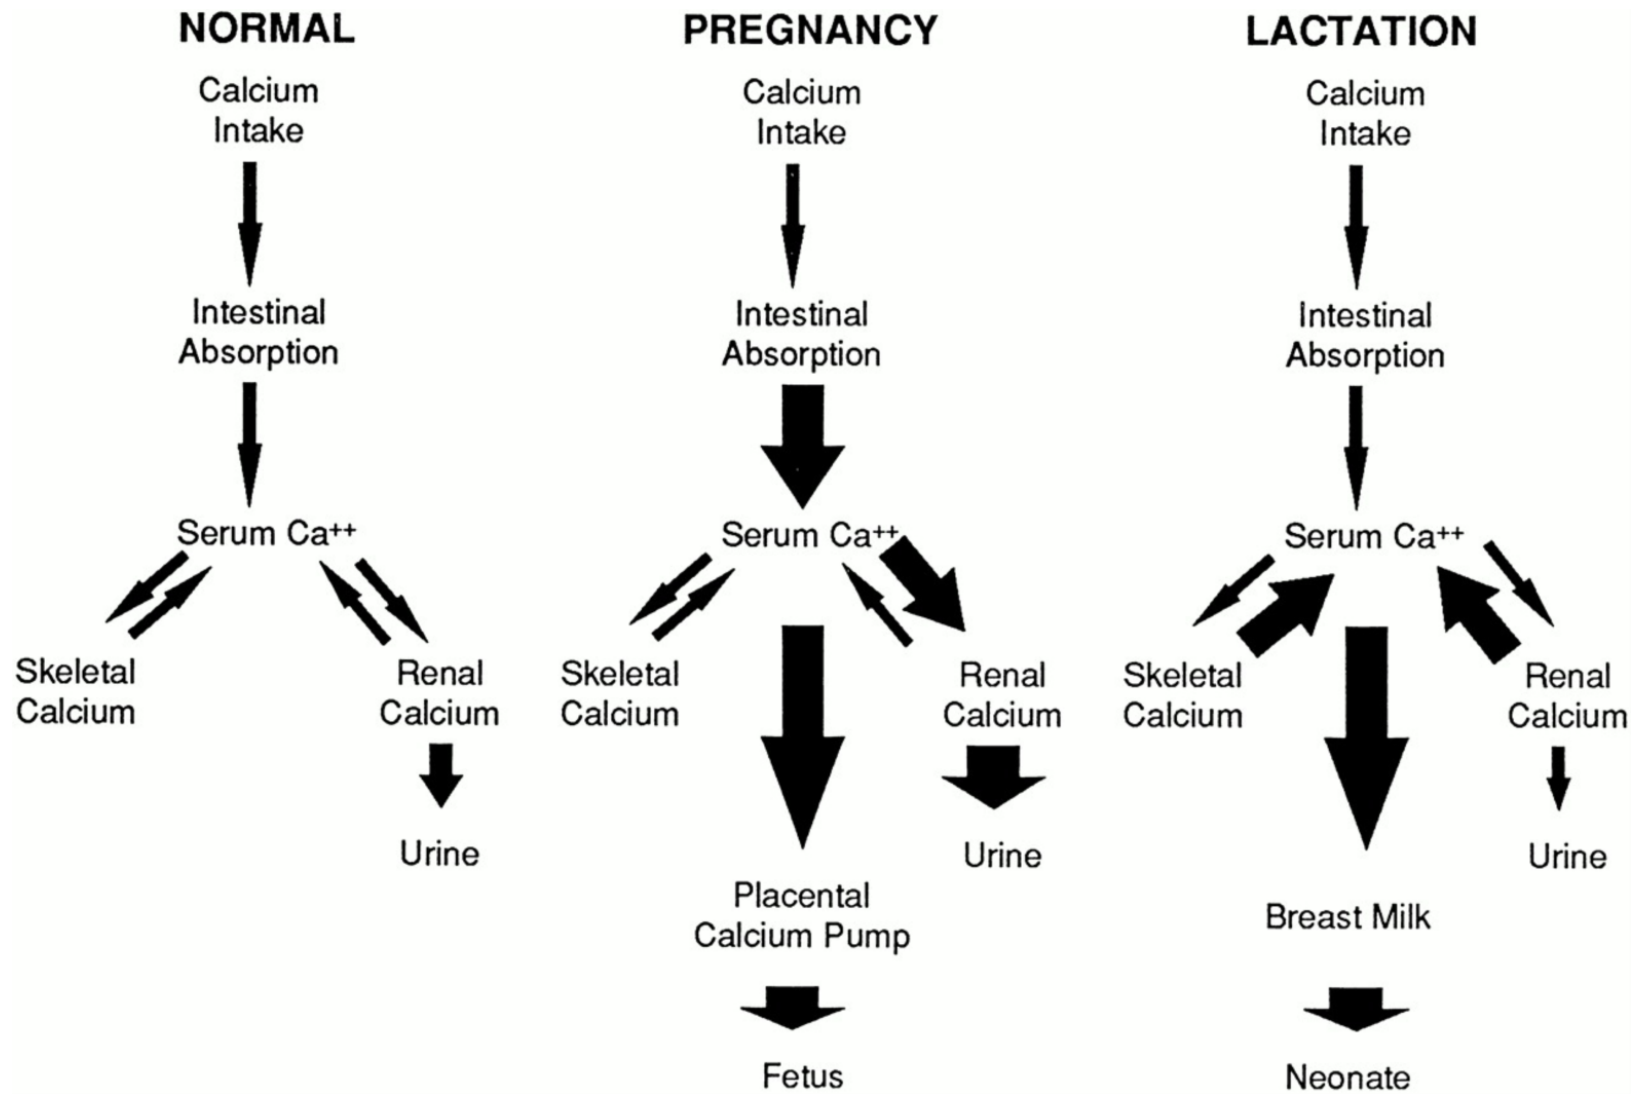 NORMAL
Calcium
Intake
Intestinal
Absorption
Serum Ca++
Skeletal
Calcium
Renal
Calcium
Urine
PREGNANCY
Calcium
Intake
Intestinal
Absorption
Serum Ca++
Skeletal
Calcium
Renal
Calcium
Urine
Placental
Calcium Pump
Fetus
LACTATION
Calcium
Intake
Intestinal
Absorption
Serum Ca++
Skeletal
Calcium
Renal
Calcium
Urine
Breast Milk
Neonate